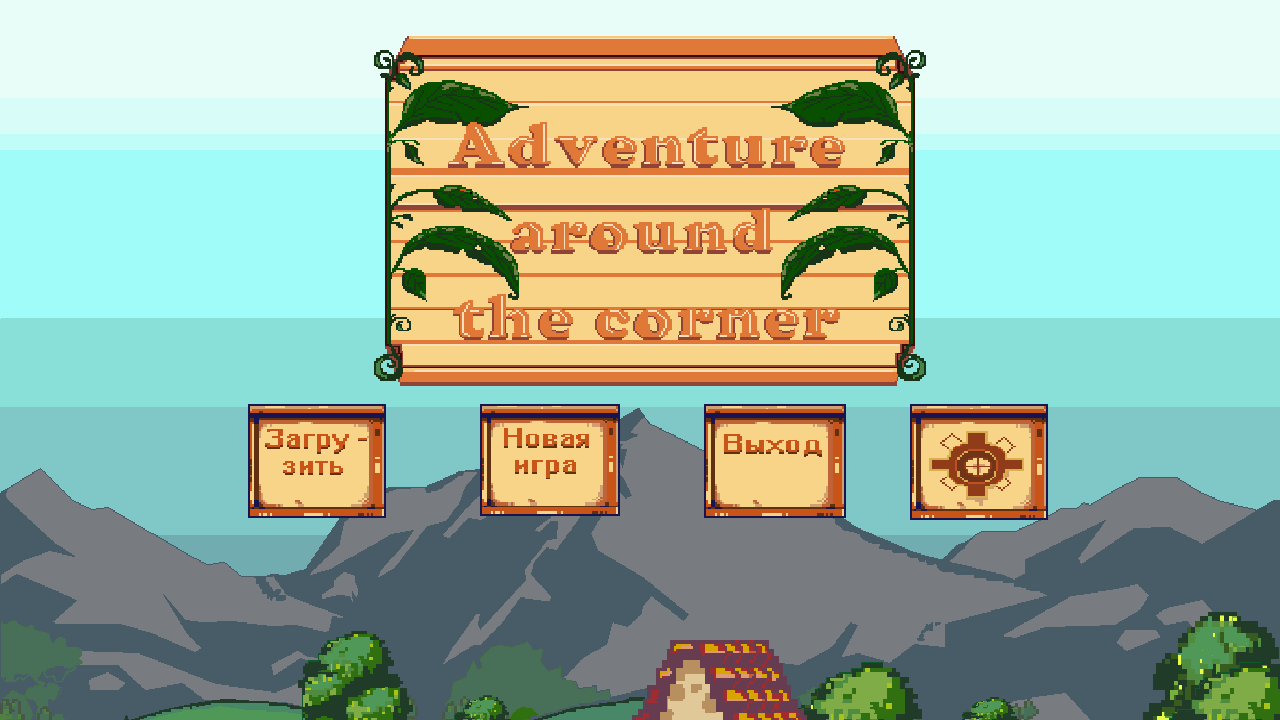 Adventure
around
the corner
Загру-
зить
Новая
игра
Выход